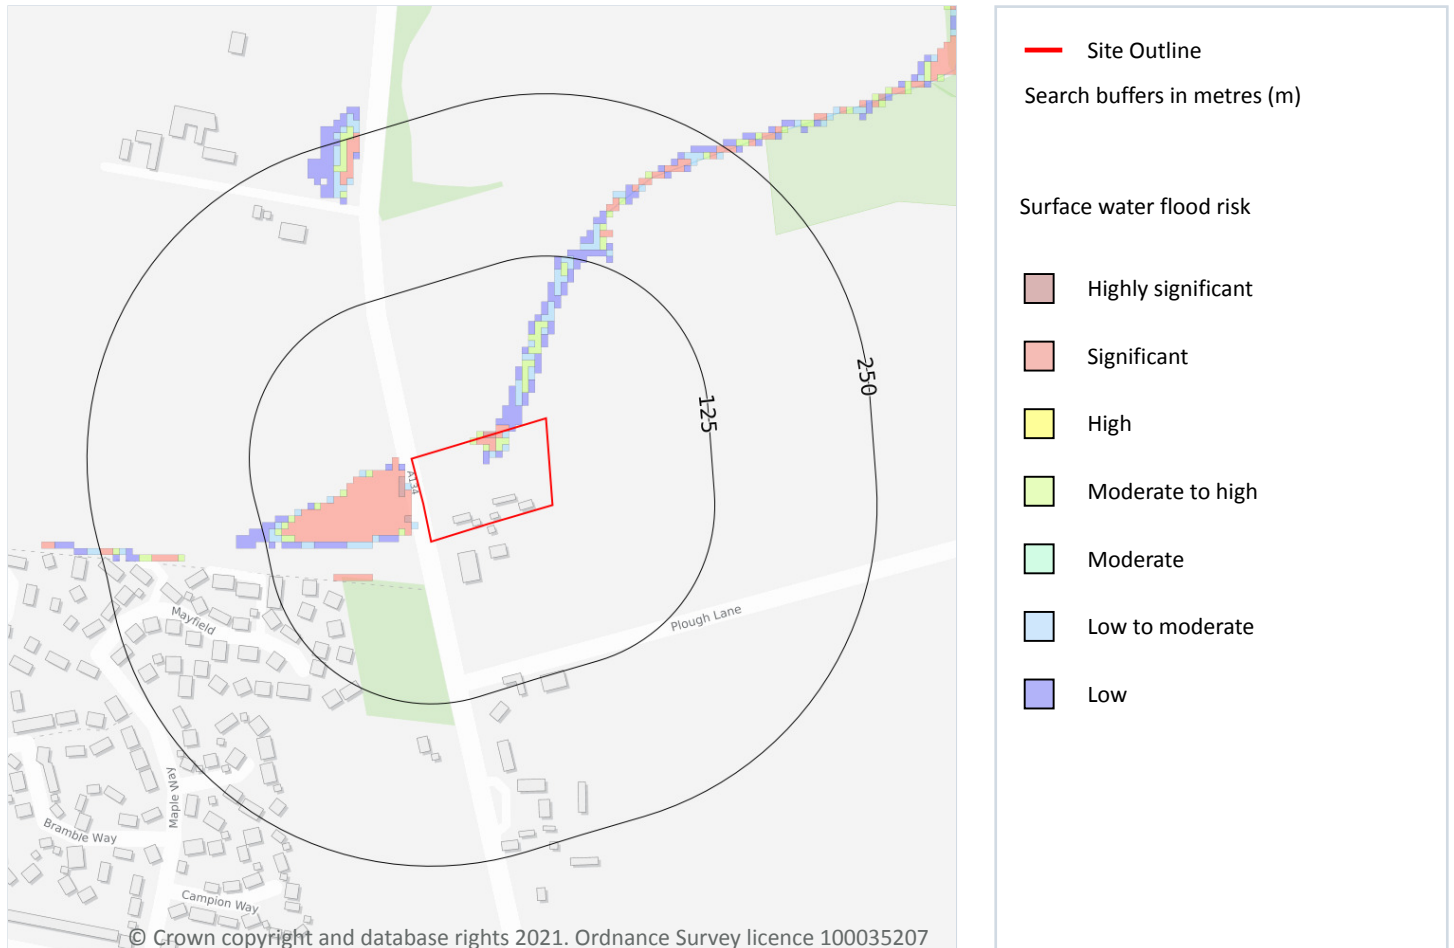 A134
125
250
Plough Lane
Mayfield
Maple Way
Bramble Way
Campion Way
© Crown copyright and database rights 2021. Ordnance Survey licence 100035207
Site Outline
Search buffers in metres (m)
Surface water flood risk
Highly significant
Significant
High
Moderate to high
Moderate
Low to moderate
Low